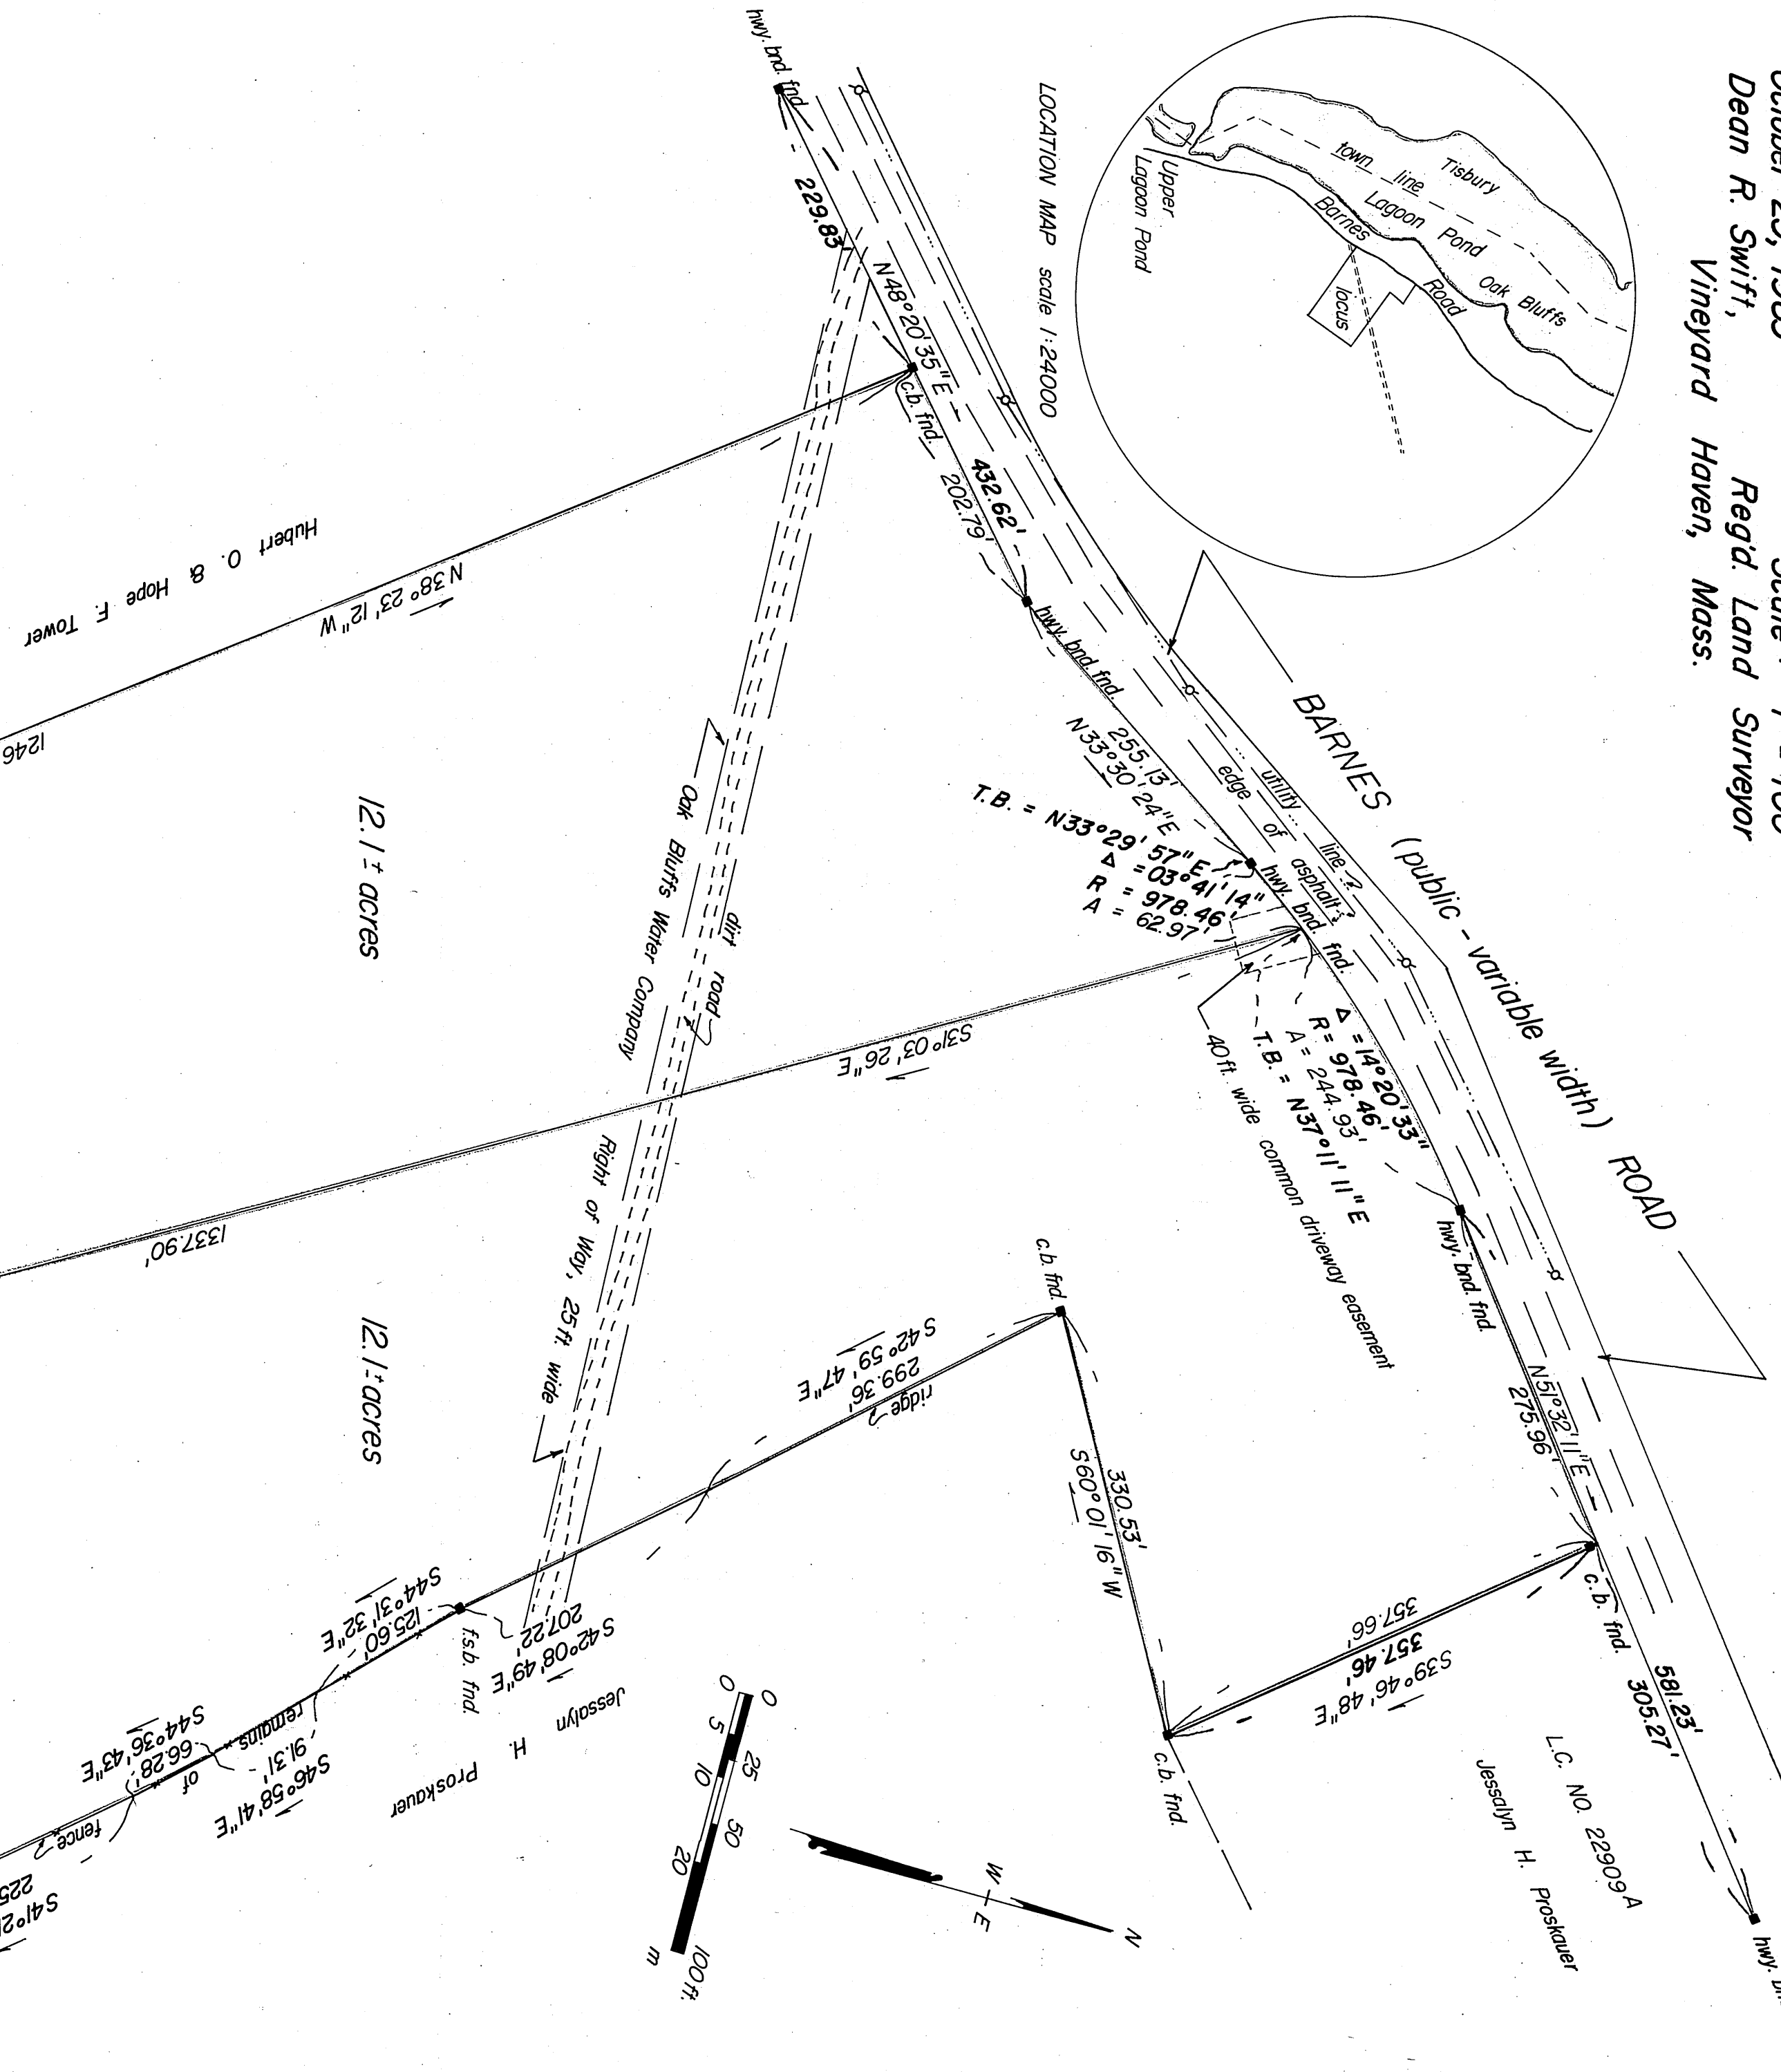 Dean R. Swift, Reg'd. Land Surveyor
Vineyard Haven, Mass.
Tisbury
town line
Lagoon Pond
Oak Bluffs
Barnes Road
locus
Upper
Lagoon Pond
LOCATION MAP scale 1:24000
BARNES (public - variable width) ROAD
hwy. bnd. fnd.
229.83'
N48°20'35"E
c.b. fnd.
432.62'
202.79'
hwy. bnd. fnd.
255.13'
N33°30'24"E
utility line
edge of asphalt
T.B. = N33°29'57"E
Δ = 03°41'14"
R = 978.46'
A = 62.97'
hwy. bnd. fnd.
Δ = 14°20'33"
R = 978.46'
A = 244.93'
T.B. = N37°11'11"E
40 ft. wide common driveway easement
hwy. bnd. fnd.
N51°32'11"E
275.96'
c.b. fnd.
581.23'
305.27'
L.C. NO. 22909A
Jessalyn H. Proskauer
357.66'
357.46'
S39°46'48"E
c.b. fnd.
330.53'
S60°01'16"W
c.b. fnd.
S42°59'47"E
299.36'
ridge
Hubert O. & Hope F. Tower
N38°23'12"W
1246
12.1± acres
Oak Bluffs Water Company
dirt road
Right of Way, 25 ft. wide
S31°03'26"E
1337.90'
12.1± acres
S42°08'49"E
207.22'
f.s.b. fnd.
S44°31'32"E
125.60'
Jessalyn H. Proskauer
remains of fence
S46°58'41"E
91.31'
S44°36'43"E
66.28'
0 25 50 100 ft.
0 5 10 20 m
N
W E